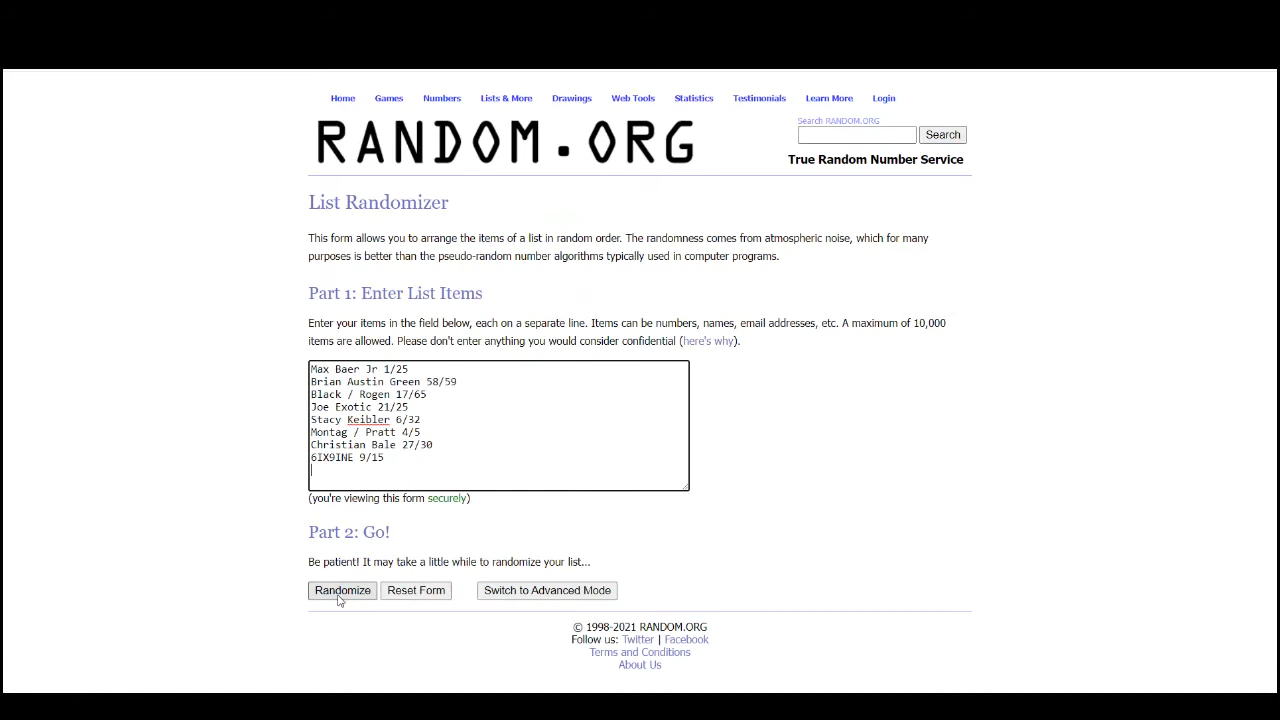 Home Games Numbers Lists & More Drawings Web Tools Statistics Testimonials Learn More Login
RANDOM.ORG
Search RANDOM.ORG
Search
True Random Number Service
List Randomizer
This form allows you to arrange the items of a list in random order. The randomness comes from atmospheric noise, which for many
purposes is better than the pseudo-random number algorithms typically used in computer programs.
Part 1: Enter List Items
Enter your items in the field below, each on a separate line. Items can be numbers, names, email addresses, etc. A maximum of 10,000
items are allowed. Please don't enter anything you would consider confidential (here's why).
Max Baer Jr 1/25
Brian Austin Green 58/59
Black / Rogen 17/65
Joe Exotic 21/25
Stacy Keibler 6/32
Montag / Pratt 4/5
Christian Bale 27/30
6IX9INE 9/15
(you're viewing this form securely)
Part 2: Go!
Be patient! It may take a little while to randomize your list...
Randomize Reset Form Switch to Advanced Mode
© 1998-2021 RANDOM.ORG
Follow us: Twitter | Facebook
Terms and Conditions
About Us